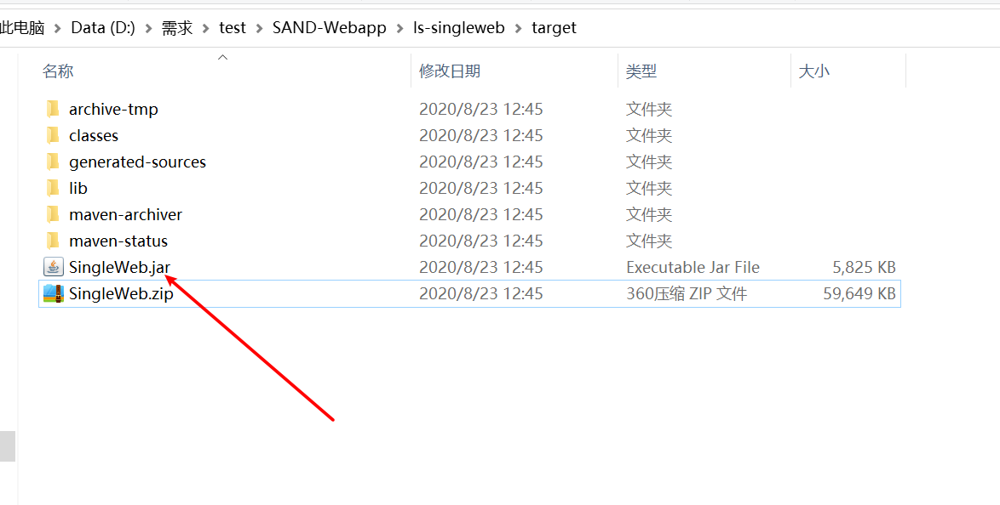 此电脑 > Data (D:) > 需求 > test > SAND-Webapp > ls-singleweb > target
名称 修改日期 类型 大小
archive-tmp 2020/8/23 12:45 文件夹
classes 2020/8/23 12:45 文件夹
generated-sources 2020/8/23 12:45 文件夹
lib 2020/8/23 12:45 文件夹
maven-archiver 2020/8/23 12:45 文件夹
maven-status 2020/8/23 12:45 文件夹
SingleWeb.jar 2020/8/23 12:45 Executable Jar File 5,825 KB
SingleWeb.zip 2020/8/23 12:45 360压缩 ZIP 文件 59,649 KB